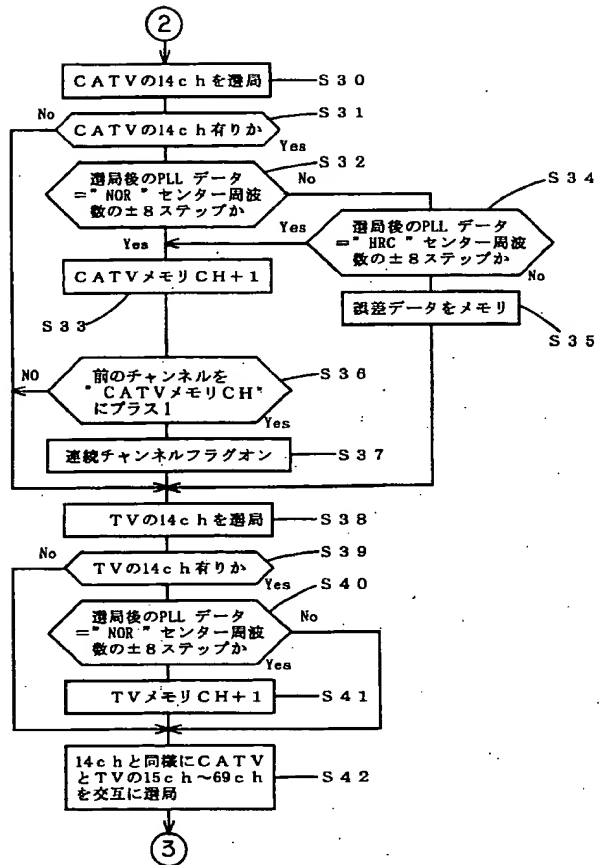 2
CATVの14chを選局
S30
No
CATVの14ch有りか
S31
Yes
S32
選局後のPLL データ
="NOR"センター周波
数の±8ステップか
No
S34
選局後のPLL データ
="HRC"センター周波
数の±8ステップか
Yes
Yes
No
CATVメモリCH+1
S33
誤差データをメモリ
S35
NO
前のチャンネルを
"CATVメモリCH"
にプラス1
S36
Yes
連続チャンネルフラグオン
S37
TVの14chを選局
S38
No
TVの14ch有りか
S39
Yes
S40
選局後のPLL データ
="NOR"センター周波
数の±8ステップか
No
Yes
TVメモリCH+1
S41
14chと同様にCATV
とTVの15ch~69ch
を交互に選局
S42
3